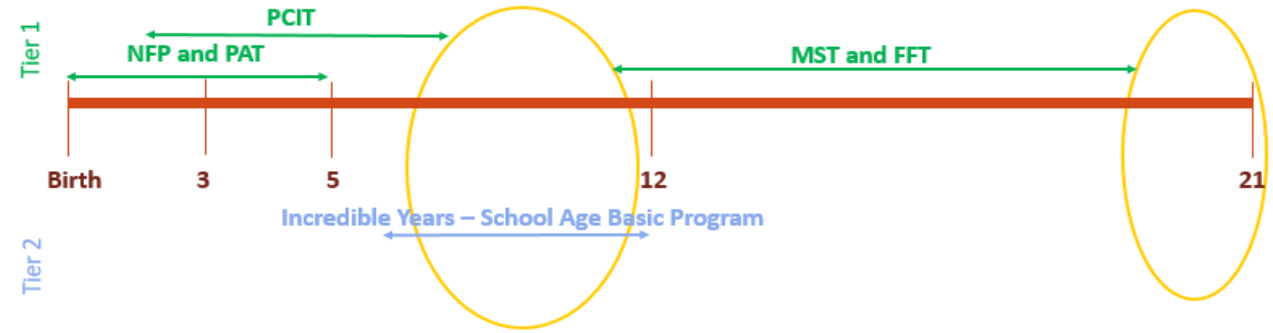 Tier 1
PCIT
NFP and PAT
MST and FFT
Birth 3 5 12 21
Incredible Years – School Age Basic Program
Tier 2